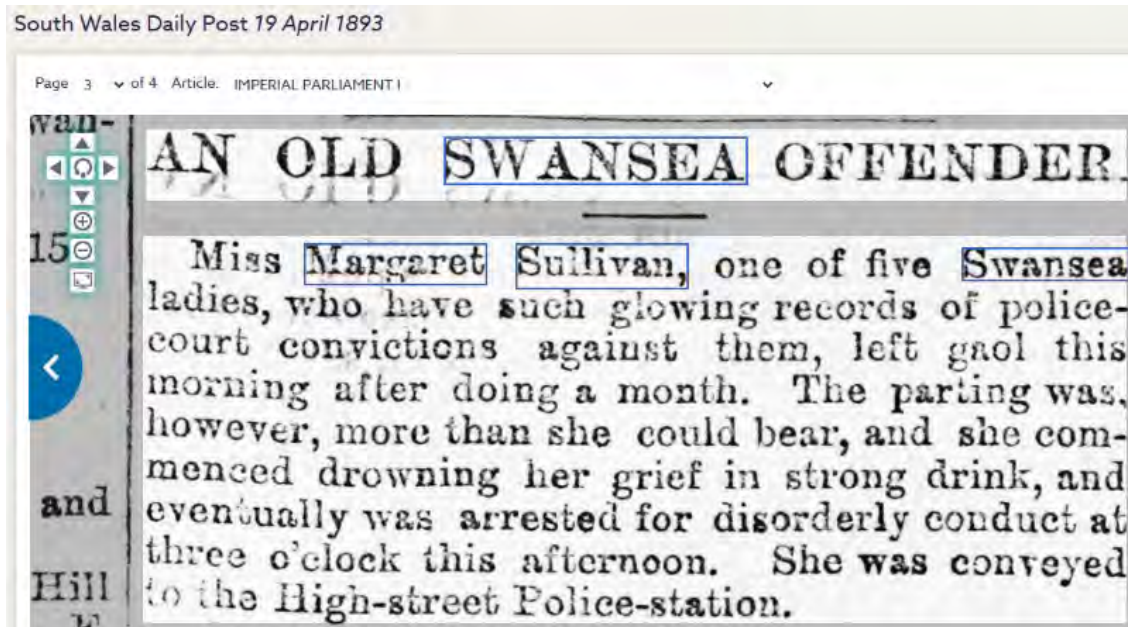 South Wales Daily Post 19 April 1893
Page 3 of 4 Article. IMPERIAL PARLIAMENT I
wan-
AN OLD SWANSEA OFFENDER.
15
Miss Margaret Sullivan, one of five Swansea
ladies, who have such glowing records of police-
court convictions against them, left gaol this
morning after doing a month. The parting was,
however, more than she could bear, and she com-
menced drowning her grief in strong drink, and
and
eventually was arrested for disorderly conduct at
three o'clock this afternoon. She was conveyed
Hill
to the High-street Police-station.